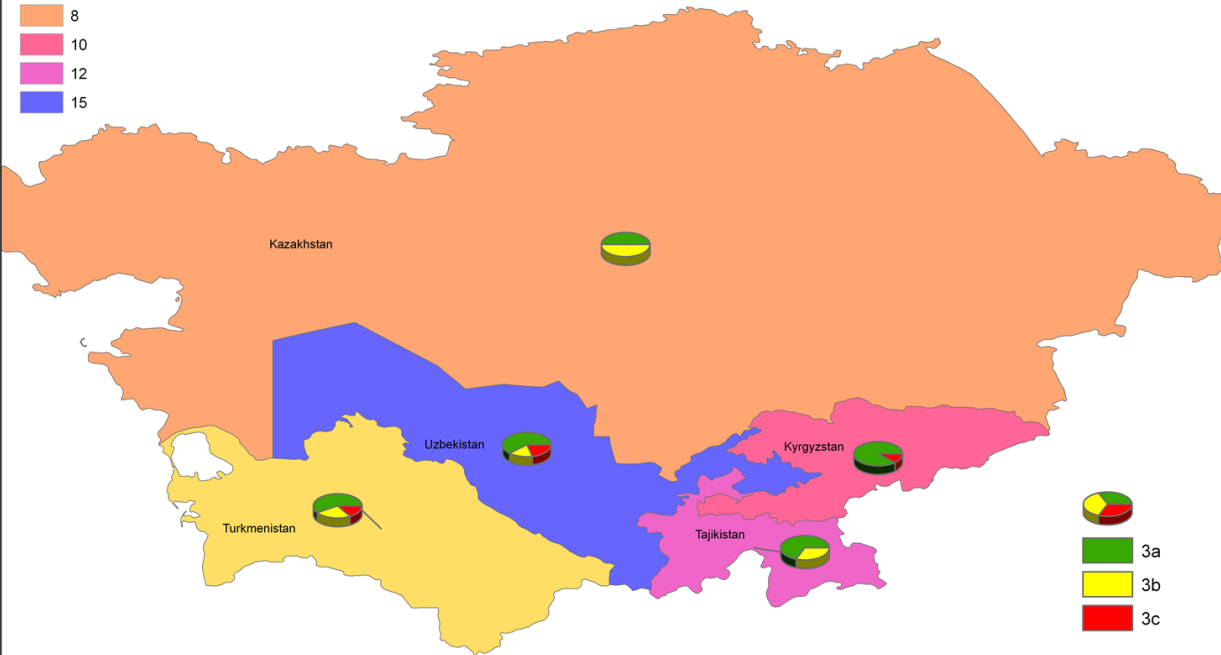 8
10
12
15
Kazakhstan
Uzbekistan
Kyrgyzstan
Turkmenistan
Tajikistan
3a
3b
3c